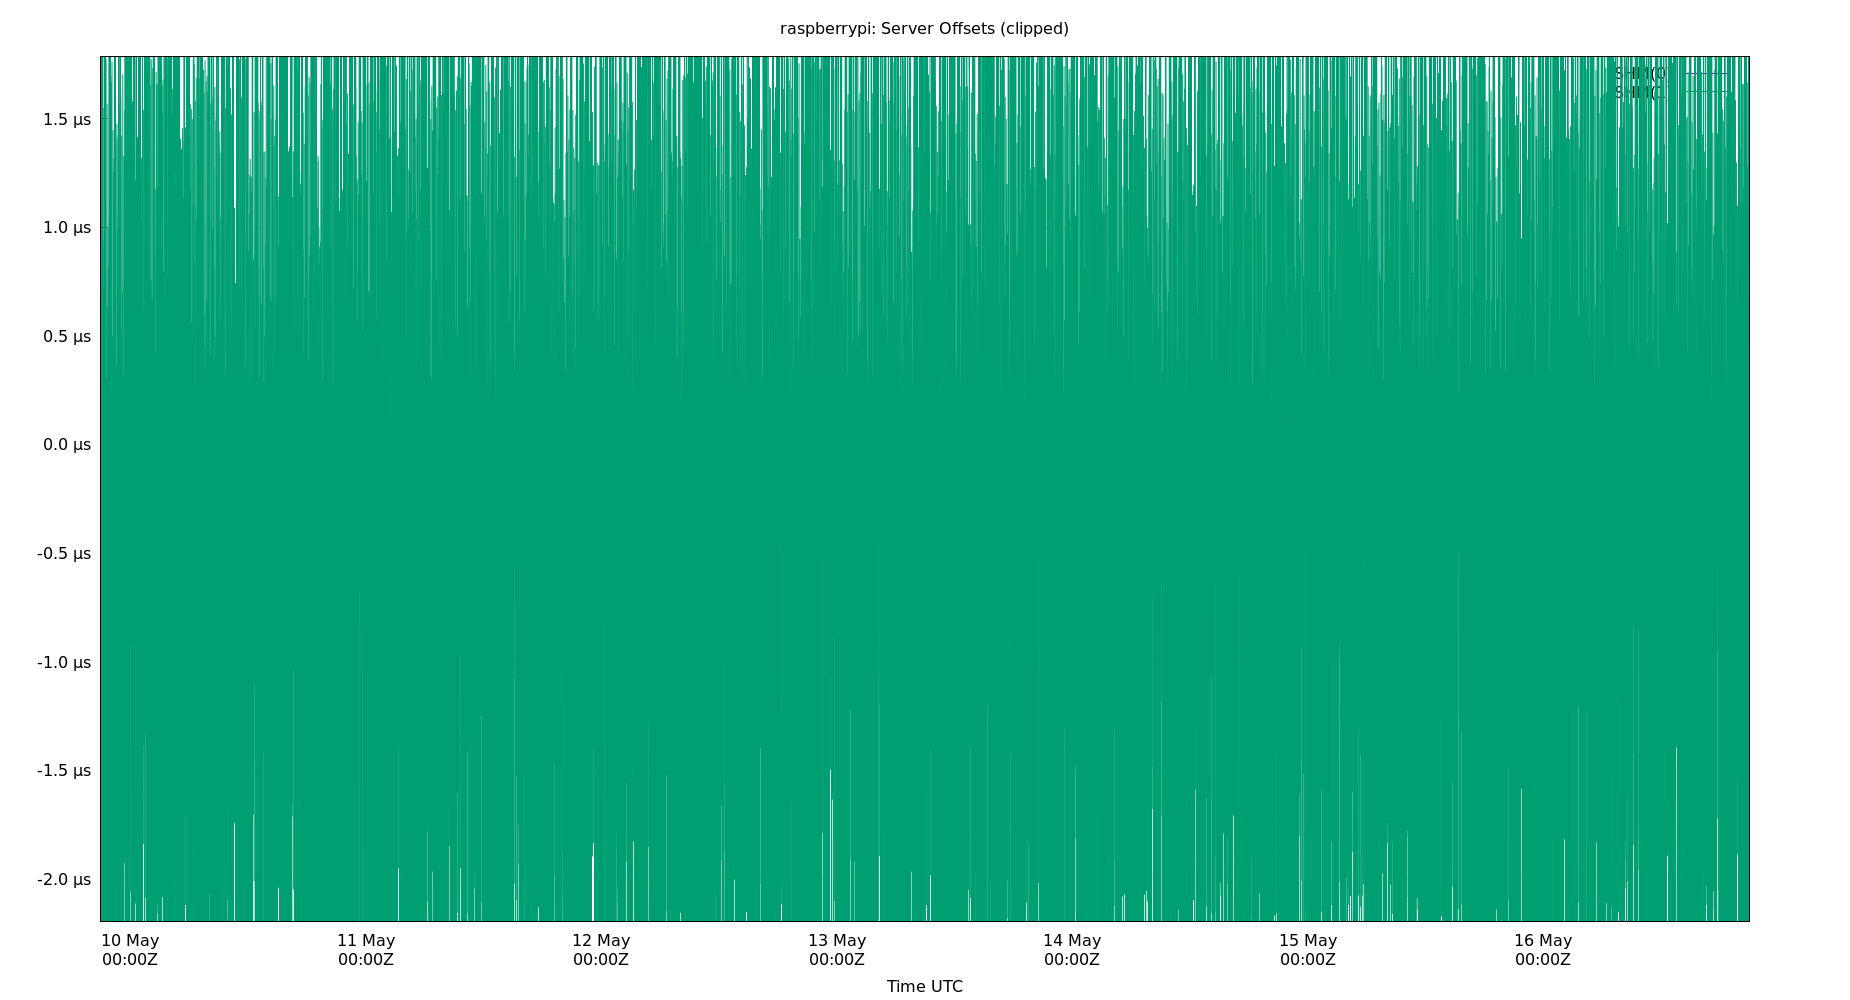 raspberrypi: Server Offsets (clipped)
1.5 µs
1.0 µs
0.5 µs
0.0 µs
-0.5 µs
-1.0 µs
-1.5 µs
-2.0 µs
10 May 11 May 12 May 13 May 14 May 15 May 16 May
00:00Z 00:00Z 00:00Z 00:00Z 00:00Z 00:00Z 00:00Z
Time UTC